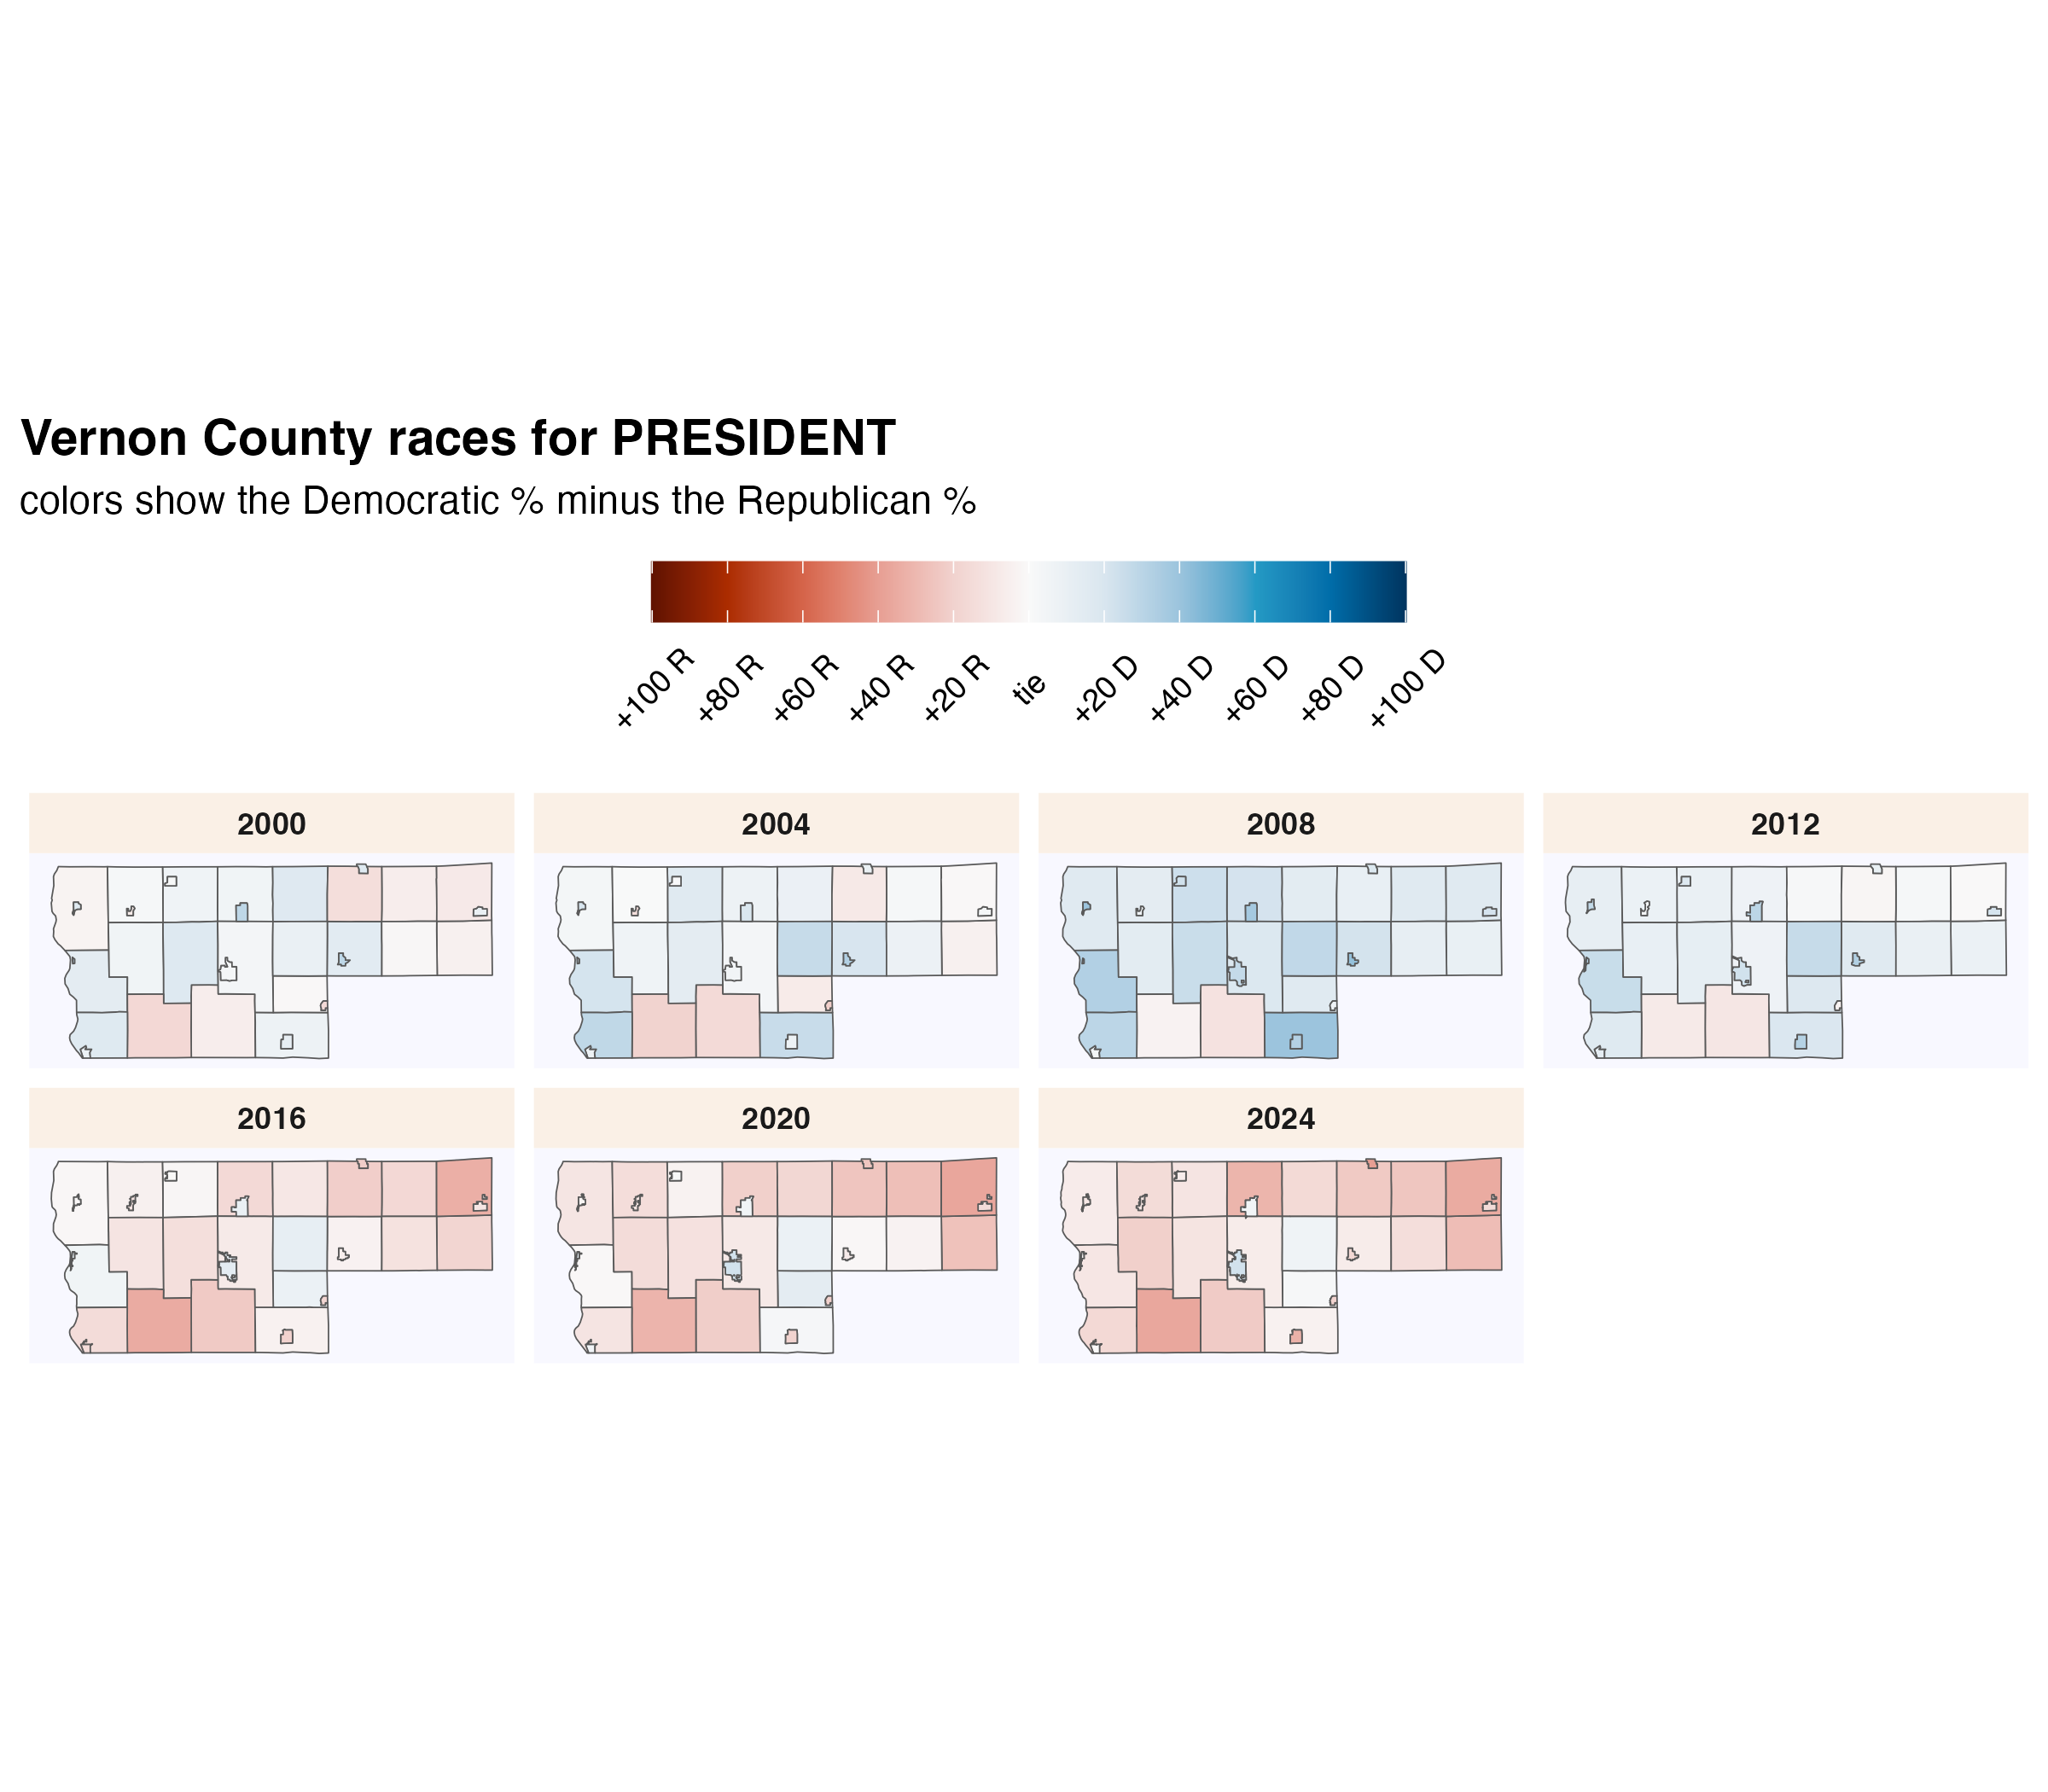 Vernon County races for PRESIDENT
colors show the Democratic % minus the Republican %
+100 R +80 R +60 R +40 R +20 R tie +20 D +40 D +60 D +80 D +100 D
2000 2004 2008 2012
2016 2020 2024